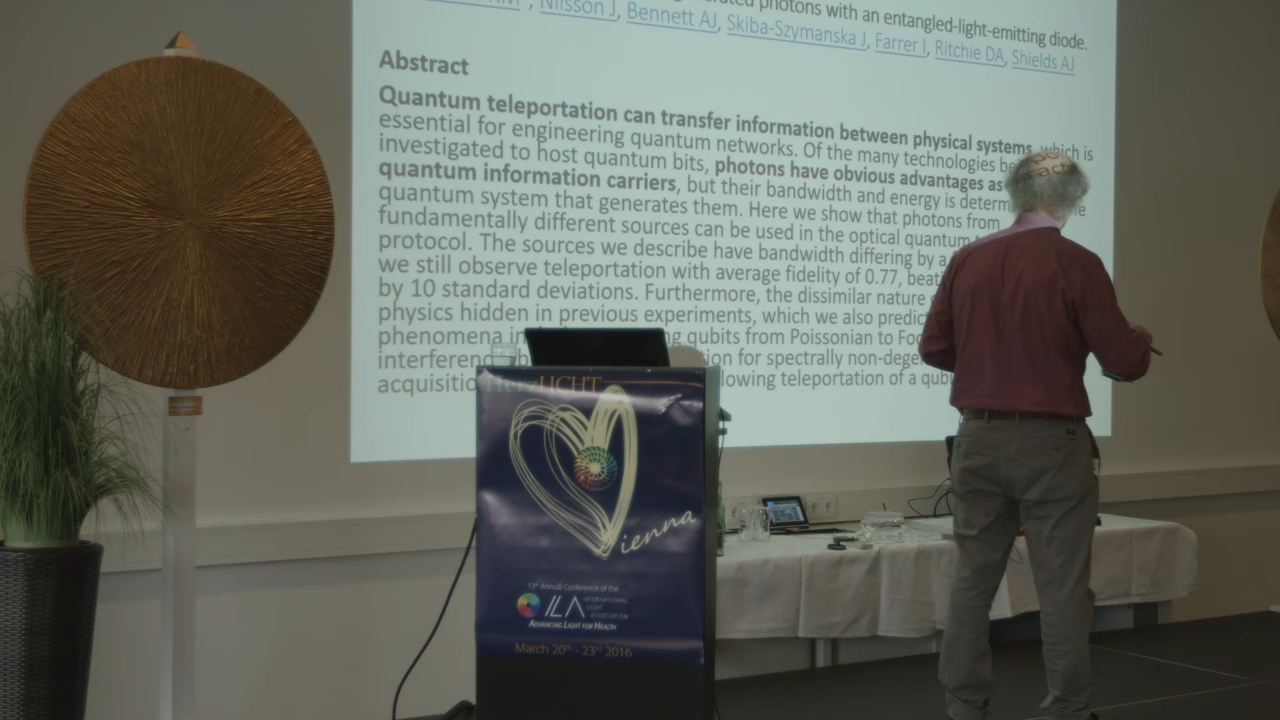 rated photons with an entangled-light-emitting diode.
Nilsson J, Bennett AJ, Skiba-Szymanska J, Farrer I, Ritchie DA, Shields AJ
Abstract
Quantum teleportation can transfer information between physical systems, which is
essential for engineering quantum networks. Of the many technologies be
investigated to host quantum bits, photons have obvious advantages as
quantum information carriers, but their bandwidth and energy is determ
quantum system that generates them. Here we show that photons from
fundamentally different sources can be used in the optical quantum
protocol. The sources we describe have bandwidth differing by a
we still observe teleportation with average fidelity of 0.77, beati
by 10 standard deviations. Furthermore, the dissimilar nature
physics hidden in previous experiments, which we also predic
phenomena in qubits from Poissonian to Foc
interferenc tion for spectrally non-dege
acquisitio lowing teleportation of a qub
HerzLICHT
Vienna
11th Annual Conference of the
ILA INTERNATIONAL
LIGHT
ASSOCIATION
ADVANCING LIGHT FOR HEALTH
March 20th - 23rd 2016